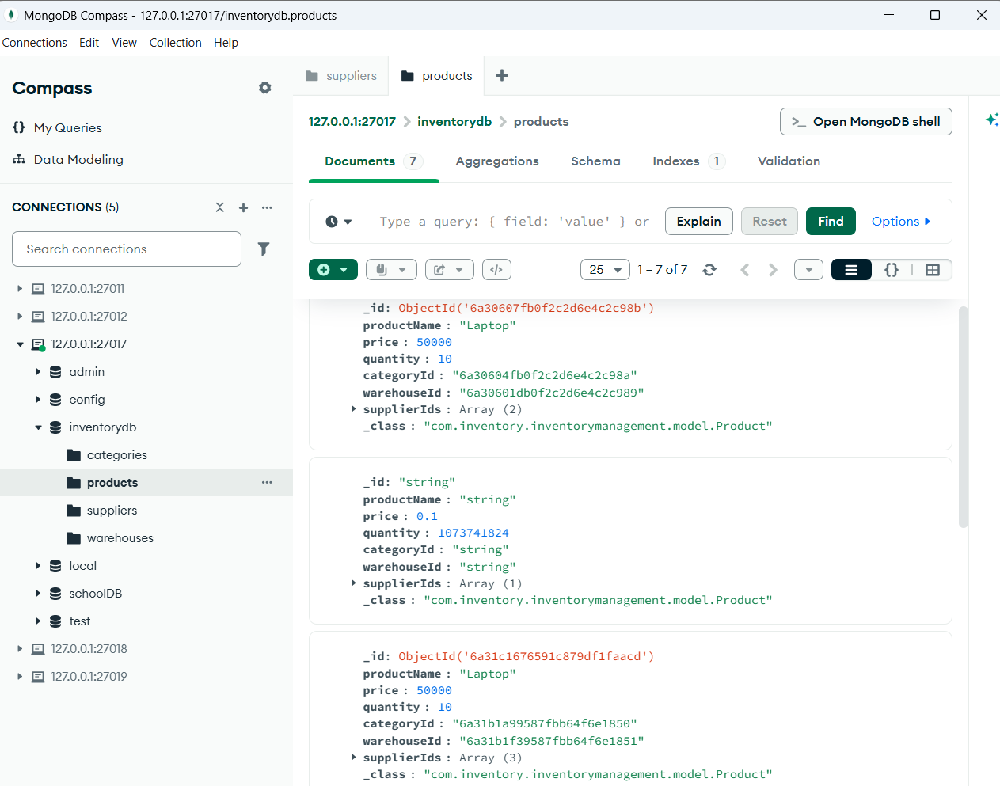 MongoDB Compass - 127.0.0.1:27017/inventorydb.products
Connections Edit View Collection Help
Compass
My Queries
Data Modeling
CONNECTIONS (5)
Search connections
127.0.0.1:27011
127.0.0.1:27012
127.0.0.1:27017
admin
config
inventorydb
categories
products
suppliers
warehouses
local
schoolDB
test
127.0.0.1:27018
127.0.0.1:27019
suppliers products
127.0.0.1:27017 > inventorydb > products
>_ Open MongoDB shell
Documents 7 Aggregations Schema Indexes 1 Validation
Type a query: { field: 'value' } or Explain Reset Find Options
25 1 – 7 of 7
_id: ObjectId('6a30607fb0f2c2d6e4c2c98b')
productName : "Laptop"
price : 50000
quantity : 10
categoryId : "6a30604fb0f2c2d6e4c2c98a"
warehouseId : "6a30601db0f2c2d6e4c2c989"
supplierIds : Array (2)
_class : "com.inventory.inventorymanagement.model.Product"
_id: "string"
productName : "string"
price : 0.1
quantity : 1073741824
categoryId : "string"
warehouseId : "string"
supplierIds : Array (1)
_class : "com.inventory.inventorymanagement.model.Product"
_id: ObjectId('6a31c1676591c879df1faacd')
productName : "Laptop"
price : 50000
quantity : 10
categoryId : "6a31b1a99587fbb64f6e1850"
warehouseId : "6a31b1f39587fbb64f6e1851"
supplierIds : Array (3)
_class : "com.inventory.inventorymanagement.model.Product"